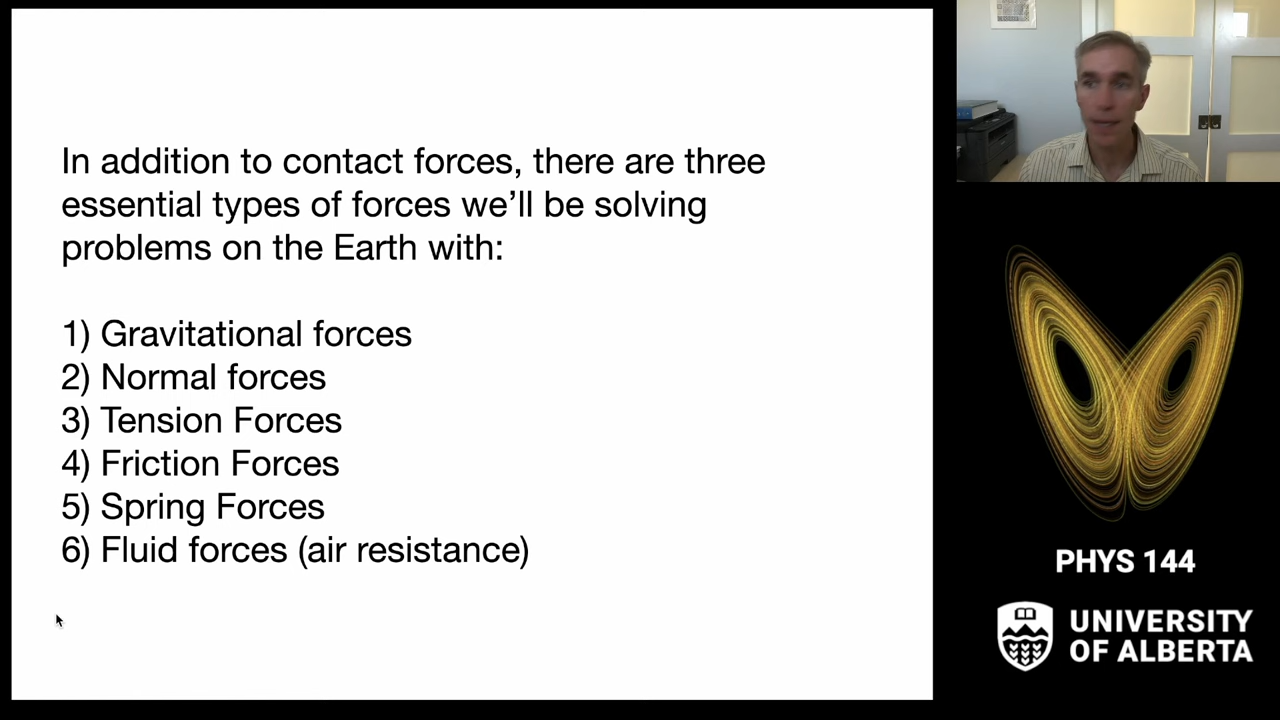 In addition to contact forces, there are three
essential types of forces we’ll be solving
problems on the Earth with:
1) Gravitational forces
2) Normal forces
3) Tension Forces
4) Friction Forces
5) Spring Forces
6) Fluid forces (air resistance)
PHYS 144
UNIVERSITY
OF ALBERTA